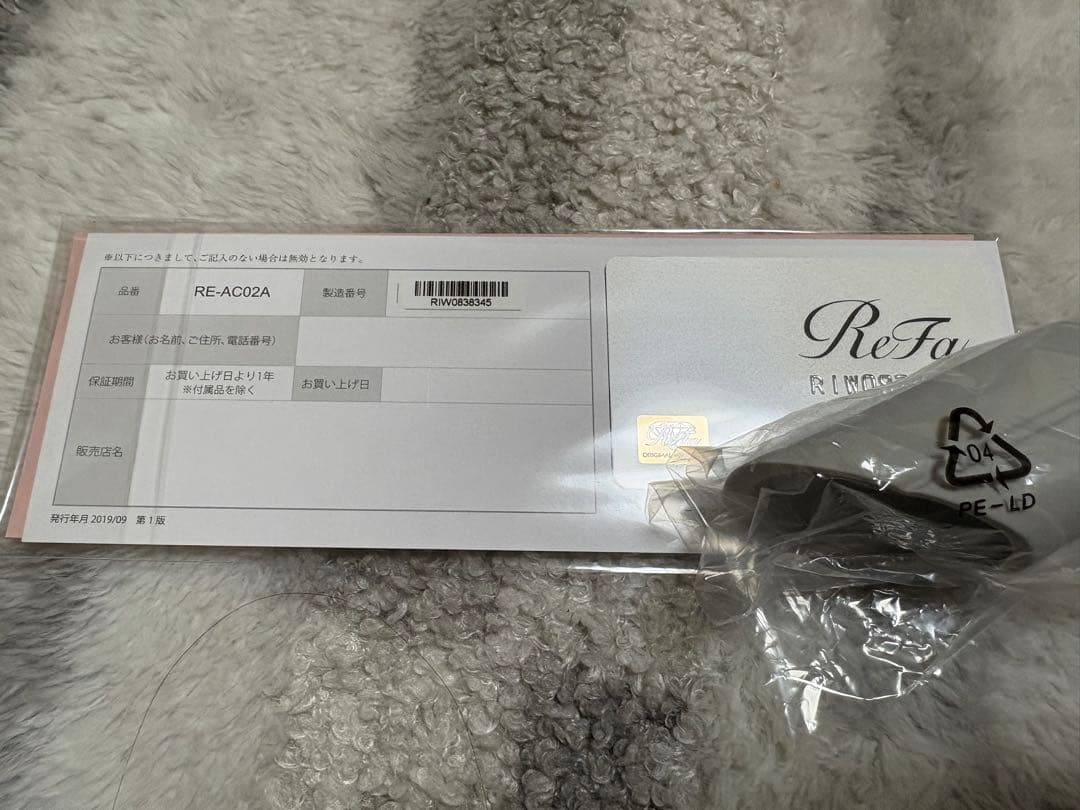 ※以下につきまして、ご記入のない場合は無効となります。
品番
RE-AC02A
製造番号
RIW0838345
お客様(お名前、ご住所、電話番号)
保証期間
お買い上げ日より1年
※付属品を除く
お買い上げ日
販売店名
発行年月 2019/09 第1版
ReFa
04
PE-LD